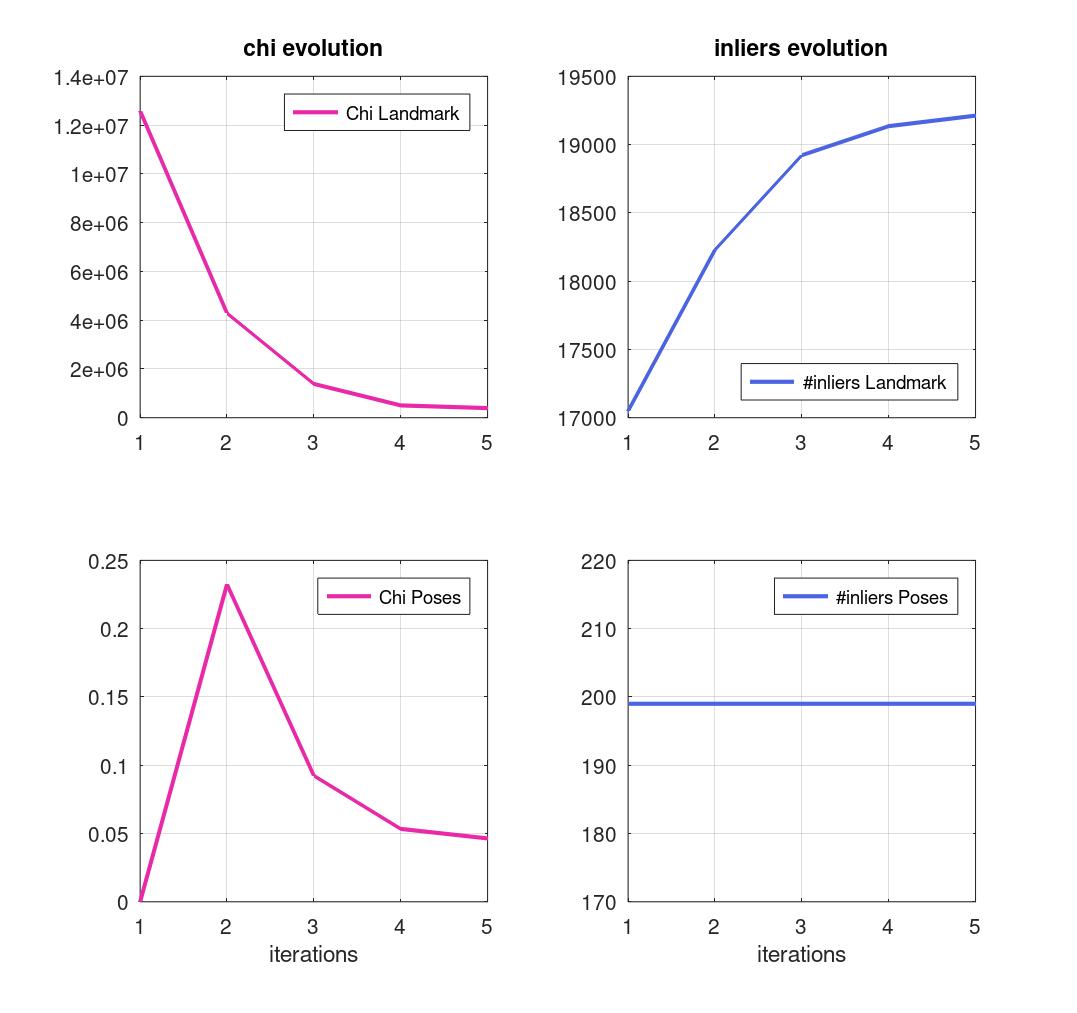 chi evolution
1.4e+07
1.2e+07
1e+07
8e+06
6e+06
4e+06
2e+06
0
Chi Landmark
1 2 3 4 5
inliers evolution
19500
19000
18500
18000
17500
17000
#inliers Landmark
1 2 3 4 5
0.25
0.2
0.15
0.1
0.05
0
Chi Poses
1 2 3 4 5
iterations
220
210
200
190
180
170
#inliers Poses
1 2 3 4 5
iterations